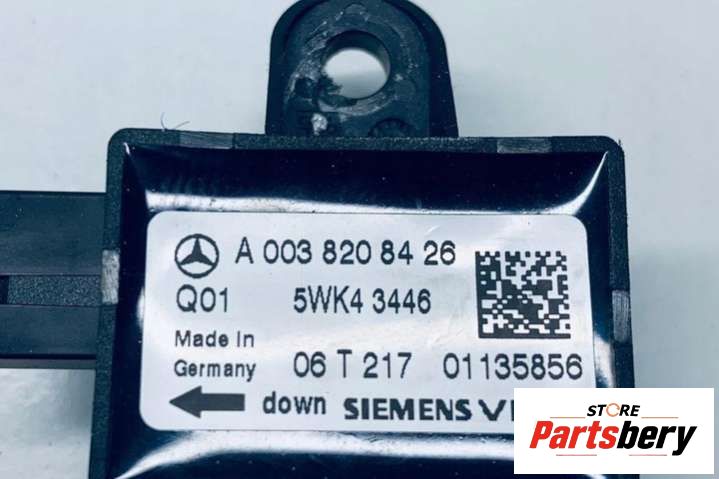 A 003 820 84 26
Q01 5WK4 3446
Made In
Germany 06 T 217 01135856
down SIEMENS
STORE
Partsbery